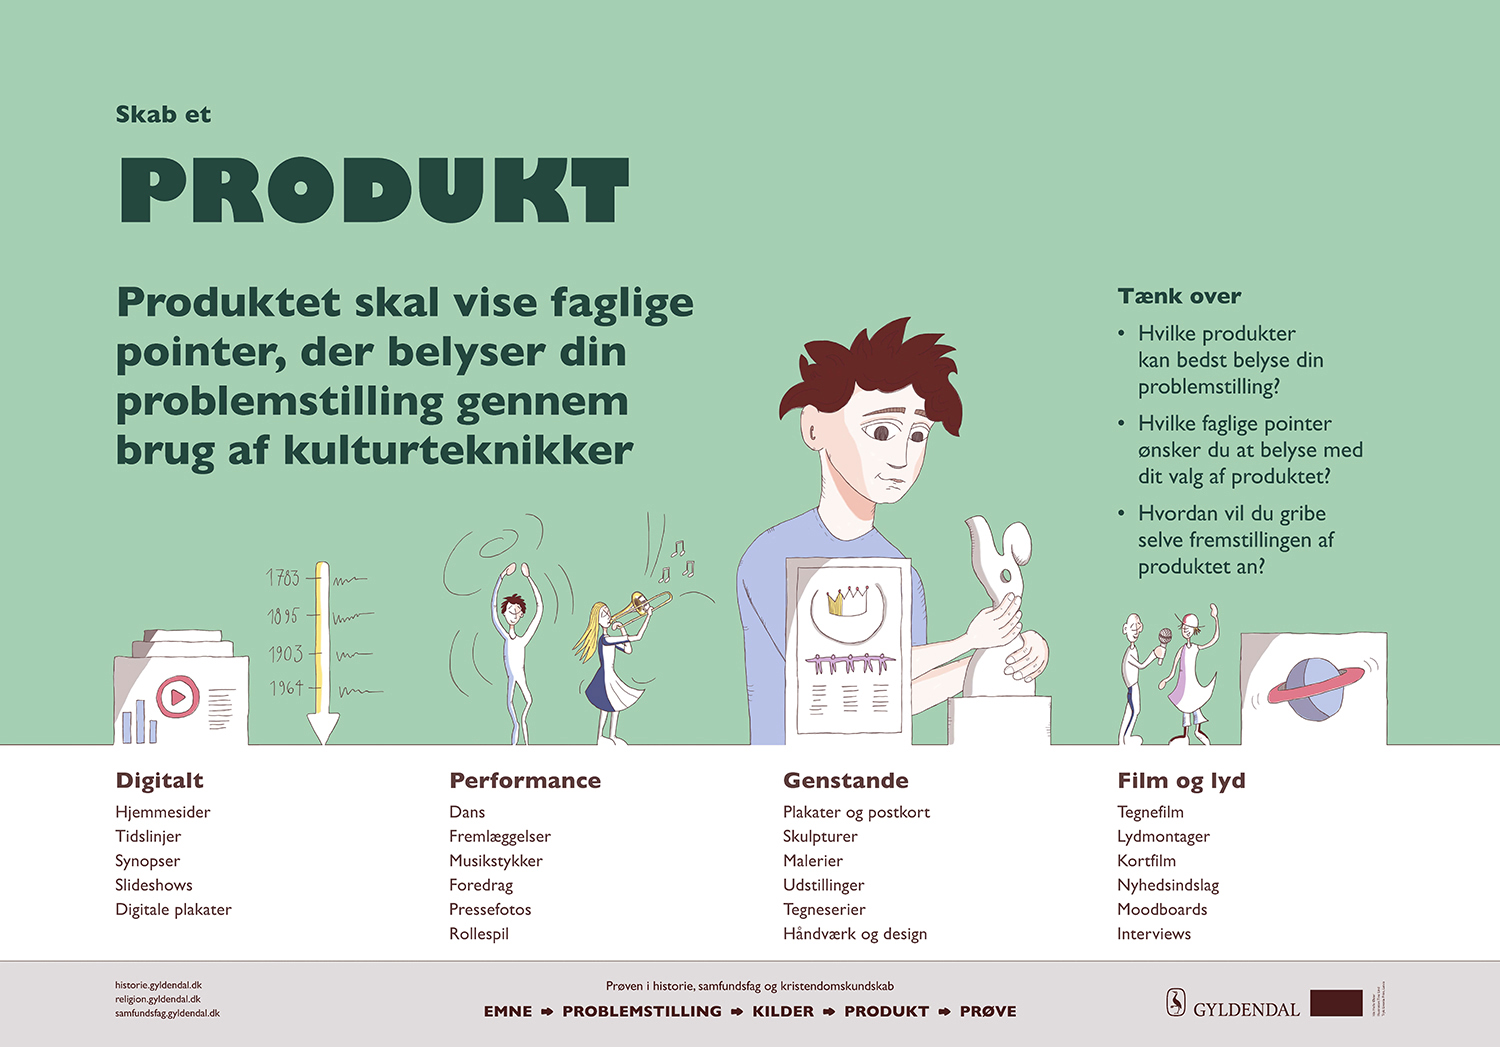 Skab et
PRODUKT
Produktet skal vise faglige
pointer, der belyser din
problemstilling gennem
brug af kulturteknikker
Tænk over
• Hvilke produkter
kan bedst belyse din
problemstilling?
• Hvilke faglige pointer
ønsker du at belyse med
dit valg af produktet?
• Hvordan vil du gribe
selve fremstillingen af
produktet an?
1783
1895
1903
1964
Digitalt
Hjemmesider
Tidslinjer
Synopser
Slideshows
Digitale plakater
Performance
Dans
Fremlæggelser
Musikstykker
Foredrag
Pressefotos
Rollespil
Genstande
Plakater og postkort
Skulpturer
Malerier
Udstillinger
Tegneserier
Håndværk og design
Film og lyd
Tegnefilm
Lydmontager
Kortfilm
Nyhedsindslag
Moodboards
Interviews
historie.gyldendal.dk
religion.gyldendal.dk
samfundsfag.gyldendal.dk
Prøven i historie, samfundsfag og kristendomskundskab
EMNE ➡ PROBLEMSTILLING ➡ KILDER ➡ PRODUKT ➡ PRØVE
GYLDENDAL